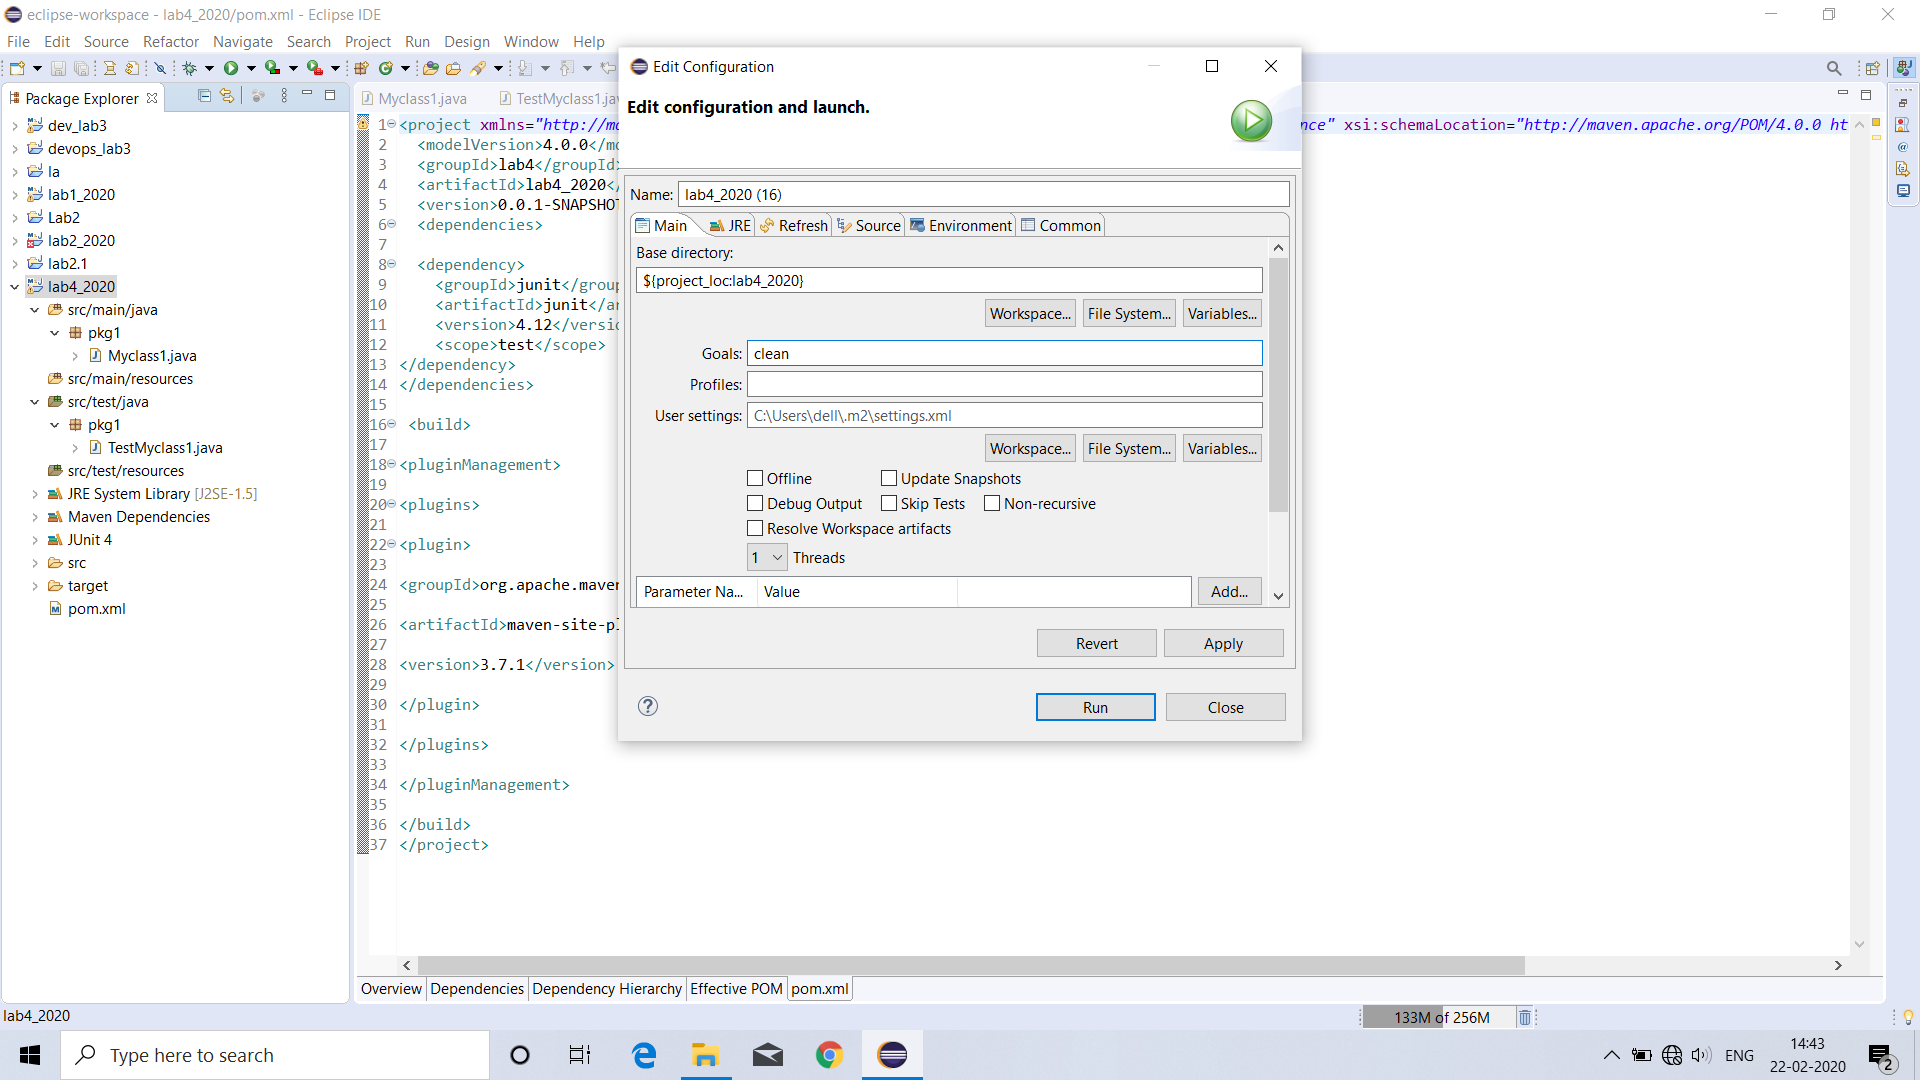 eclipse-workspace - lab4_2020/pom.xml - Eclipse IDE
File Edit Source Refactor Navigate Search Project Run Design Window Help
Package Explorer
dev_lab3
devops_lab3
la
lab1_2020
Lab2
lab2_2020
lab2.1
lab4_2020
src/main/java
pkg1
Myclass1.java
src/main/resources
src/test/java
pkg1
TestMyclass1.java
src/test/resources
JRE System Library [J2SE-1.5]
Maven Dependencies
JUnit 4
src
target
pom.xml
Myclass1.java TestMyclass1.jav
1 <project xmlns="http://ma
nce" xsi:schemaLocation="http://maven.apache.org/POM/4.0.0 ht
2 <modelVersion>4.0.0</mo
3 <groupId>lab4</groupId>
4 <artifactId>lab4_2020</
5 <version>0.0.1-SNAPSHOT
6 <dependencies>
7
8 <dependency>
9 <groupId>junit</group
10 <artifactId>junit</ar
11 <version>4.12</versio
12 <scope>test</scope>
13 </dependency>
14 </dependencies>
15
16 <build>
17
18 <pluginManagement>
19
20 <plugins>
21
22 <plugin>
23
24 <groupId>org.apache.maven
25
26 <artifactId>maven-site-pl
27
28 <version>3.7.1</version>
29
30 </plugin>
31
32 </plugins>
33
34 </pluginManagement>
35
36 </build>
37 </project>
Overview Dependencies Dependency Hierarchy Effective POM pom.xml
Edit Configuration
Edit configuration and launch.
Name: lab4_2020 (16)
Main JRE Refresh Source Environment Common
Base directory:
${project_loc:lab4_2020}
Workspace... File System... Variables...
Goals: clean
Profiles:
User settings: C:\Users\dell\.m2\settings.xml
Workspace... File System... Variables...
Offline Update Snapshots
Debug Output Skip Tests Non-recursive
Resolve Workspace artifacts
1 Threads
Parameter Na... Value Add...
Revert Apply
Run Close
lab4_2020
133M of 256M
Type here to search
ENG
14:43
22-02-2020
2